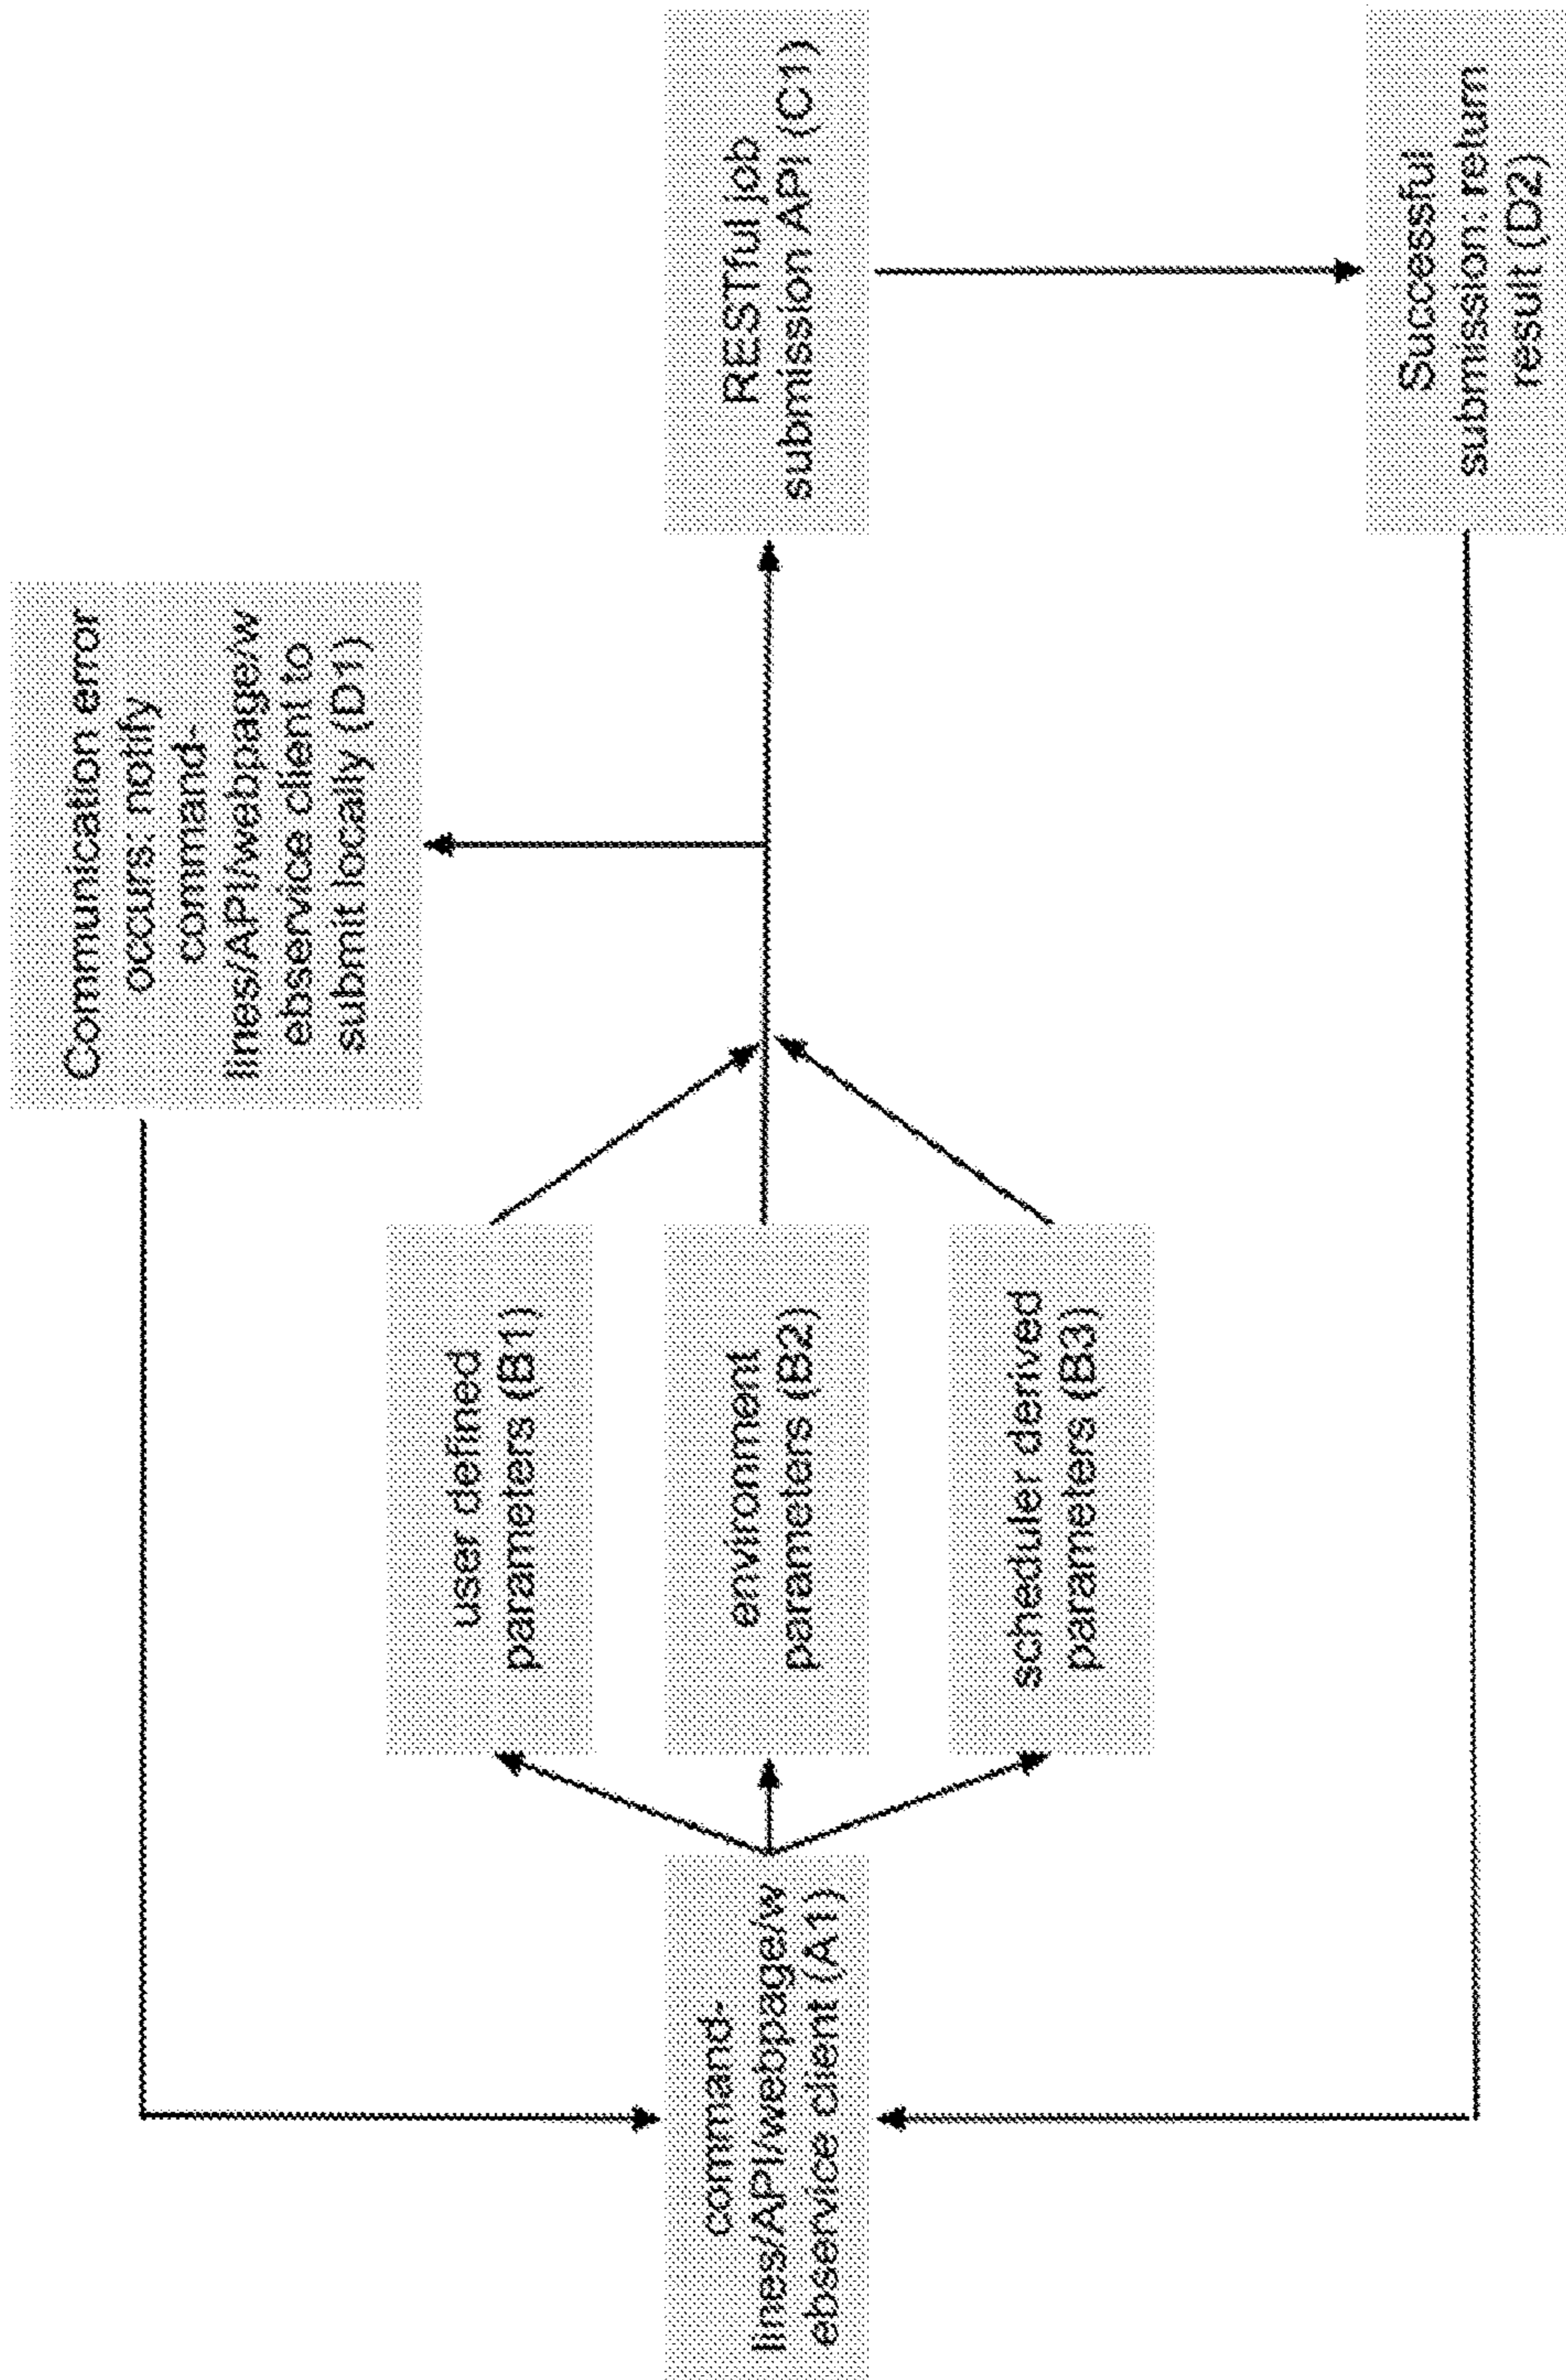 command-
lines/API/webpage/w
ebservice client (A1)
user defined
parameters (B1)
environment
parameters (B2)
scheduler derived
parameters (B3)
Communication error
occurs: notify
command-
lines/API/webpage/w
ebservice client to
submit locally (D1)
RESTful job
submission API (C1)
Successful
submission: return
result (D2)